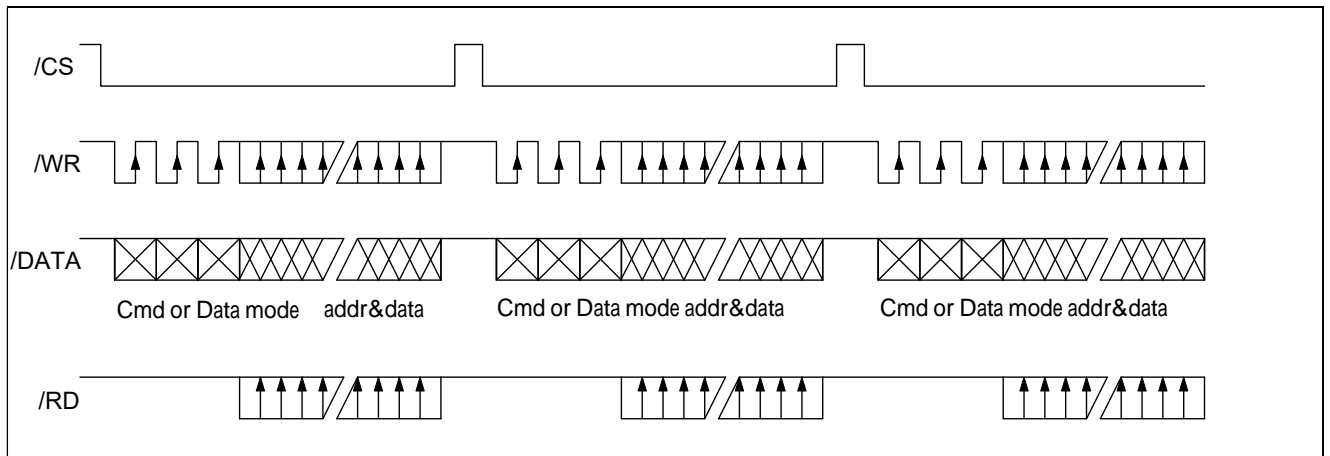 /CS
/WR
/DATA
Cmd or Data mode addr&data
Cmd or Data mode addr&data
Cmd or Data mode addr&data
/RD